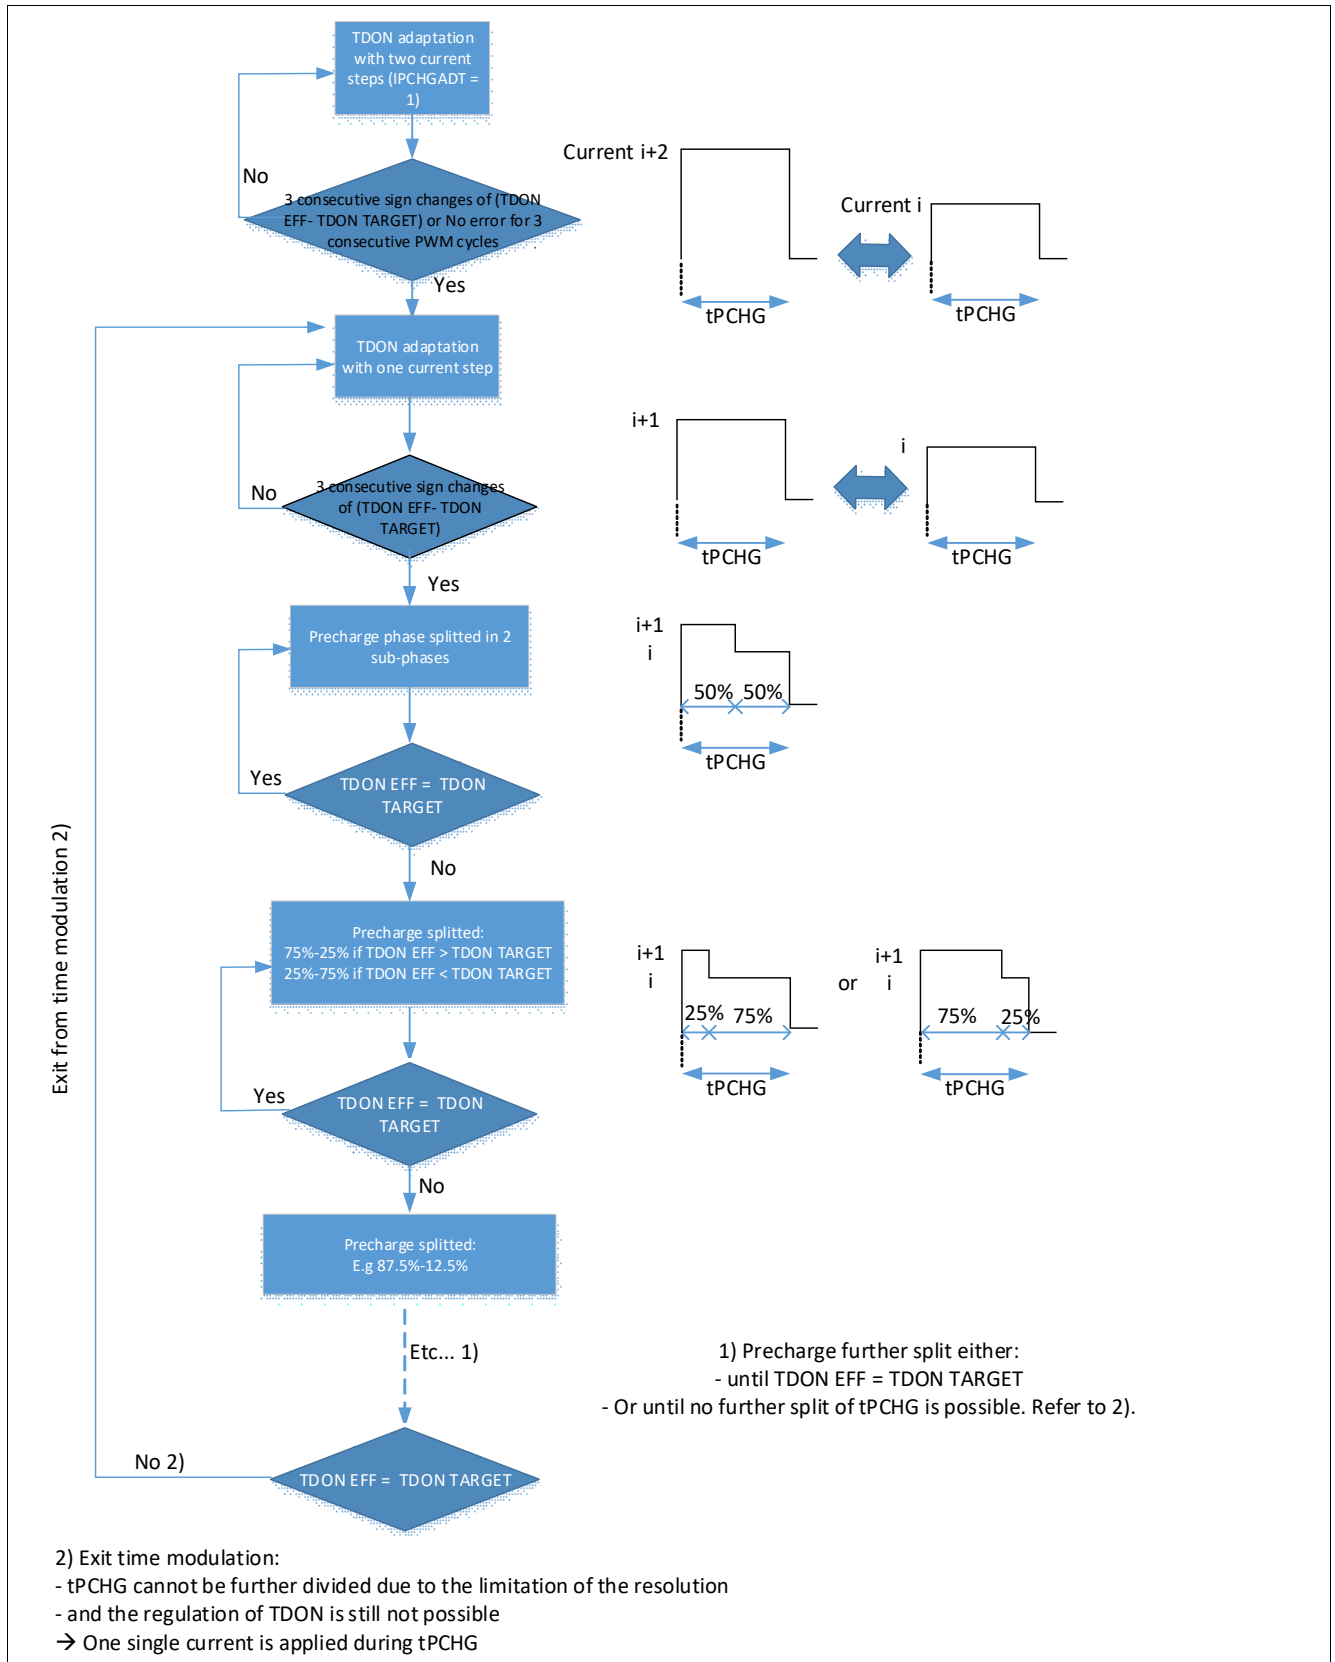 TDON adaptation
with two current
steps (IPCHGADT =
1)
No
3 consecutive sign changes of (TDON
EFF- TDON TARGET) or No error for 3
consecutive PWM cycles
Yes
Current i+2
tPCHG
Current i
tPCHG
TDON adaptation
with one current step
No
3 consecutive sign changes
of (TDON EFF- TDON
TARGET)
Yes
i+1
tPCHG
i
tPCHG
Precharge phase splitted in 2
sub-phases
Yes
TDON EFF = TDON
TARGET
No
i+1
i
50% 50%
tPCHG
Exit from time modulation 2)
Precharge splitted:
75%-25% if TDON EFF > TDON TARGET
25%-75% if TDON EFF < TDON TARGET
Yes
TDON EFF = TDON
TARGET
No
i+1
i
25% 75%
tPCHG
or
i+1
i
75% 25%
tPCHG
Precharge splitted:
E.g 87.5%-12.5%
Etc... 1)
1) Precharge further split either:
- until TDON EFF = TDON TARGET
- Or until no further split of tPCHG is possible. Refer to 2).
No 2)
TDON EFF = TDON TARGET
2) Exit time modulation:
- tPCHG cannot be further divided due to the limitation of the resolution
- and the regulation of TDON is still not possible
→ One single current is applied during tPCHG